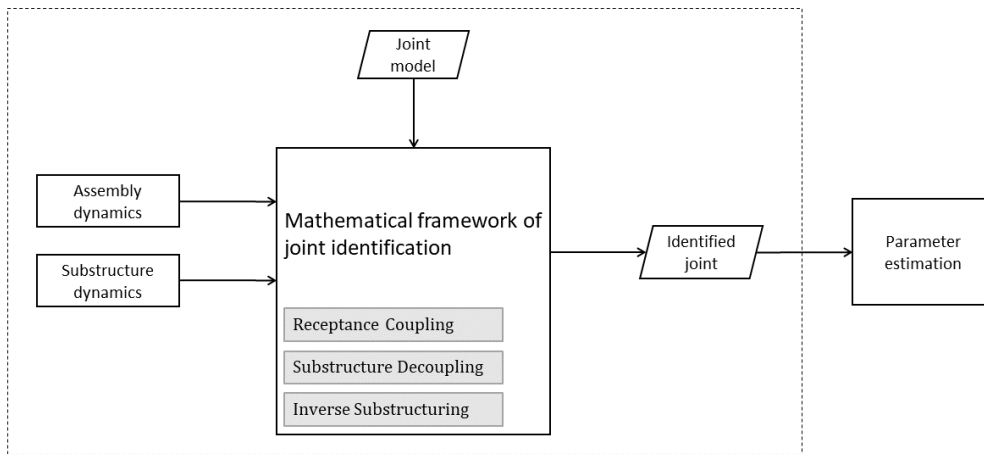 Joint
model
Assembly
dynamics
Substructure
dynamics
Mathematical framework of
joint identification
Receptance Coupling
Substructure Decoupling
Inverse Substructuring
Identified
joint
Parameter
estimation